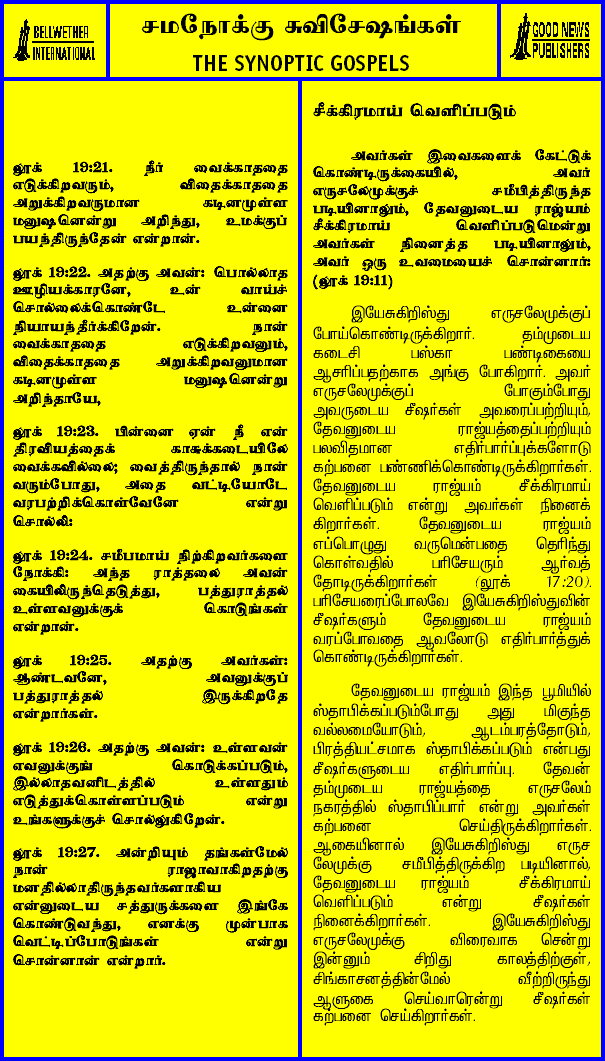 BELLWETHER
INTERNATIONAL
சமநோக்கு சுவிசேஷங்கள்
THE SYNOPTIC GOSPELS
GOOD NEWS
PUBLISHERS
லூக் 19:21. நீர் வைக்காததை
எடுக்கிறவரும், விதைக்காததை
அறுக்கிறவருமான கடினமுள்ள
மனுஷனென்று அறிந்து, உமக்குப்
பயந்திருந்தேன் என்றான்.
லூக் 19:22. அதற்கு அவன்: பொல்லாத
ஊழியக்காரனே, உன் வாய்ச்
சொல்லைக்கொண்டே உன்னை
நியாயந்தீர்க்கிறேன். நான்
வைக்காததை எடுக்கிறவனும்,
விதைக்காததை அறுக்கிறவனுமான
கடினமுள்ள மனுஷனென்று
அறிந்தாயே,
லூக் 19:23. பின்னை ஏன் நீ என்
திரவியத்தைக் காசுக்கடையிலே
வைக்கவில்லை; வைத்திருந்தால் நான்
வரும்போது, அதை வட்டியோடே
வரபற்றிக்கொள்வேனே என்று
சொல்லி:
லூக் 19:24. சமீபமாய் நிற்கிறவர்களை
நோக்கி: அந்த ராத்தலை அவன்
கையிலிருந்தெடுத்து, பத்துராத்தல்
உள்ளவனுக்குக் கொடுங்கள்
என்றான்.
லூக் 19:25. அதற்கு அவர்கள்:
ஆண்டவனே, அவனுக்குப்
பத்துராத்தல் இருக்கிறதே
என்றார்கள்.
லூக் 19:26. அதற்கு அவன்: உள்ளவன்
எவனுக்குங் கொடுக்கப்படும்,
இல்லாதவனிடத்தில் உள்ளதும்
எடுத்துக்கொள்ளப்படும் என்று
உங்களுக்குச் சொல்லுகிறேன்.
லூக் 19:27. அன்றியும் தங்கள்மேல்
நான் ராஜாவாகிறதற்கு
மனதில்லாதிருந்தவர்களாகிய
என்னுடைய சத்துருக்களை இங்கே
கொண்டுவந்து, எனக்கு முன்பாக
வெட்டிப்போடுங்கள் என்று
சொன்னான் என்றார்.
சீக்கிரமாய் வெளிப்படும்
அவர்கள் இவைகளைக் கேட்டுக்
கொண்டிருக்கையில், அவர்
எருசலேமுக்குச் சமீபித்திருந்த
படியினாலும், தேவனுடைய ராஜ்யம்
சீக்கிரமாய் வெளிப்படுமென்று
அவர்கள் நினைத்த படியினாலும்,
அவர் ஒரு உவமையைச் சொன்னார்:
(லூக் 19:11)
இயேசுகிறிஸ்து எருசலேமுக்குப்
போய்கொண்டிருக்கிறார். தம்முடைய
கடைசி பஸ்கா பண்டிகையை
ஆசரிப்பதற்காக அங்கு போகிறார். அவர்
எருசலேமுக்குப் போகும்போது
அவருடைய சீஷர்கள் அவரைப்பற்றியும்,
தேவனுடைய ராஜ்யத்தைப்பற்றியும்
பலவிதமான எதிர்பார்ப்புக்களோடு
கற்பனை பண்ணிக்கொண்டிருக்கிறார்கள்.
தேவனுடைய ராஜ்யம் சீக்கிரமாய்
வெளிப்படும் என்று அவர்கள் நினைக்
கிறார்கள். தேவனுடைய ராஜ்யம்
எப்பொழுது வருமென்பதை தெரிந்து
கொள்வதில் பரிசேயரும் ஆர்வத்
தோடிருக்கிறார்கள் (லூக் 17:20).
பரிசேயரைப்போலவே இயேசுகிறிஸ்துவின்
சீஷர்களும் தேவனுடைய ராஜ்யம்
வரப்போவதை ஆவலோடு எதிர்பார்த்துக்
கொண்டிருக்கிறார்கள்.
தேவனுடைய ராஜ்யம் இந்த பூமியில்
ஸ்தாபிக்கப்படும்போது அது மிகுந்த
வல்லமையோடும், ஆடம்பரத்தோடும்,
பிரத்தியட்சமாக ஸ்தாபிக்கப்படும் என்பது
சீஷர்களுடைய எதிர்பார்ப்பு. தேவன்
தம்முடைய ராஜ்யத்தை எருசலேம்
நகரத்தில் ஸ்தாபிப்பார் என்று அவர்கள்
கற்பனை செய்திருக்கிறார்கள்.
ஆகையினால் இயேசுகிறிஸ்து எருச
லேமுக்கு சமீபித்திருக்கிற படியினால்,
தேவனுடைய ராஜ்யம் சீக்கிரமாய்
வெளிப்படும் என்று சீஷர்கள்
நினைக்கிறார்கள். இயேசுகிறிஸ்து
எருசலேமுக்கு விரைவாக சென்று
இன்னும் சிறிது காலத்திற்குள்,
சிங்காசனத்தின்மேல் வீற்றிருந்து
ஆளுகை செய்வாரென்று சீஷர்கள்
கற்பனை செய்கிறார்கள்.